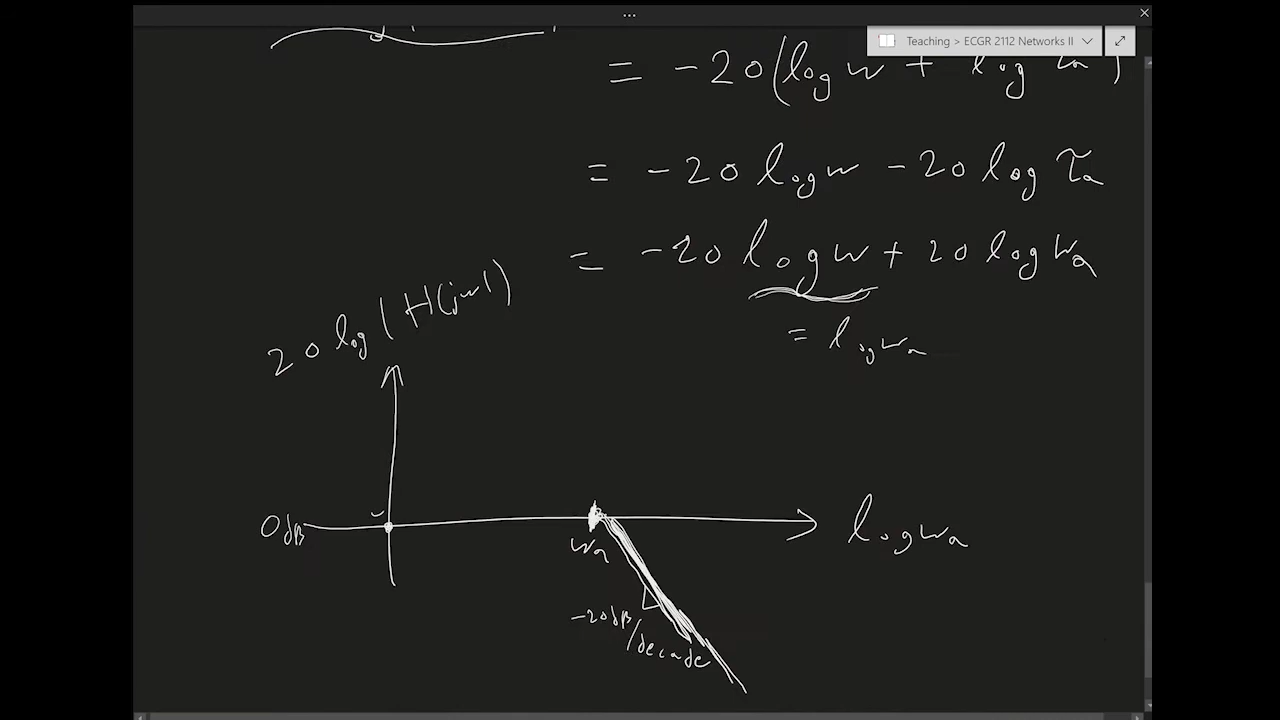 ...
Teaching > ECGR 2112 Networks II
= -20(log w + log τa)
= -20 log w - 20 log τa
= -20 log w + 20 log wa
= log wa
20 log |H(jw)|
0dB
wa
log wa
-20dB
/decade